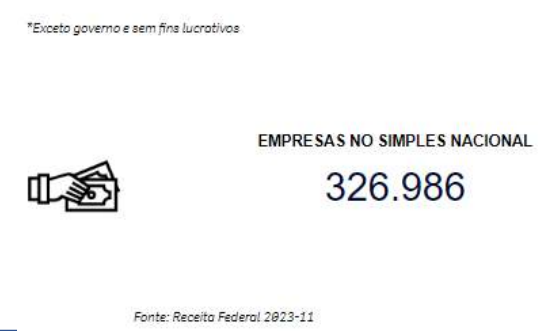 *Exceto governo e sem fins lucrativos
EMPRESAS NO SIMPLES NACIONAL
326.986
Fonte: Receita Federal 2023-11